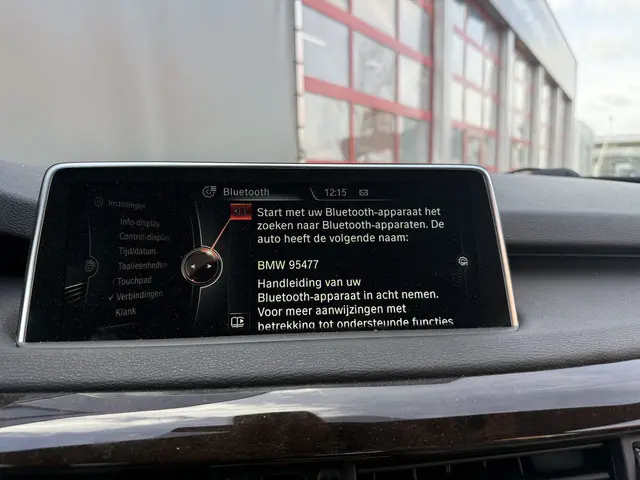 Instellingen
Info-display
Control-display
Tijd/datum
Taal/eenheden
Touchpad
Verbindingen
Klank
Bluetooth
12:15
Start met uw Bluetooth-apparaat het
zoeken naar Bluetooth-apparaten. De
auto heeft de volgende naam:
BMW 95477
Handleiding van uw
Bluetooth-apparaat in acht nemen.
Voor meer aanwijzingen met
betrekking tot ondersteunde functies